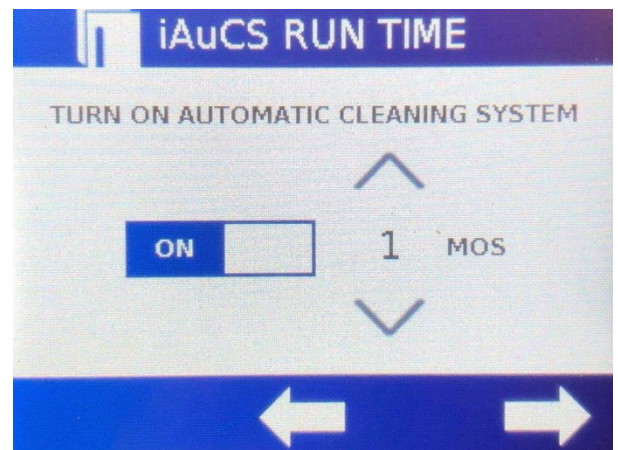 iAuCS RUN TIME
TURN ON AUTOMATIC CLEANING SYSTEM
ON 1 MOS